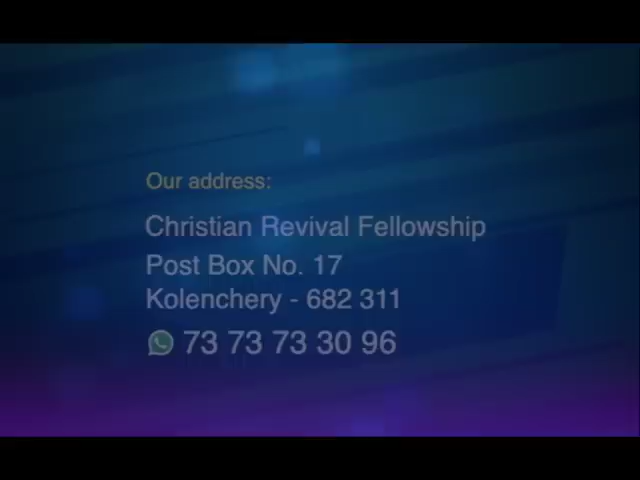 Our address:
Christian Revival Fellowship
Post Box No. 17
Kolenchery - 682 311
73 73 73 30 96